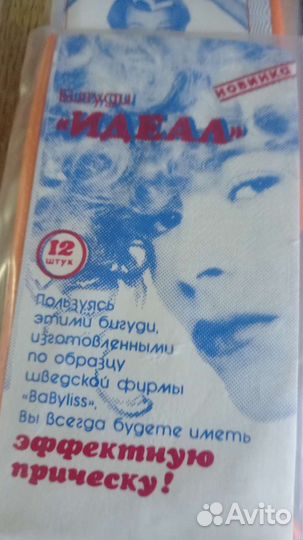 НОВИНКА
Бигуди
«ИДЕАЛ»
12
штук
Пользуясь
этими бигуди,
изготовленными
по образцу
шведской фирмы
«BaByliss»,
Вы всегда будете иметь
эффектную
прическу!
Avito